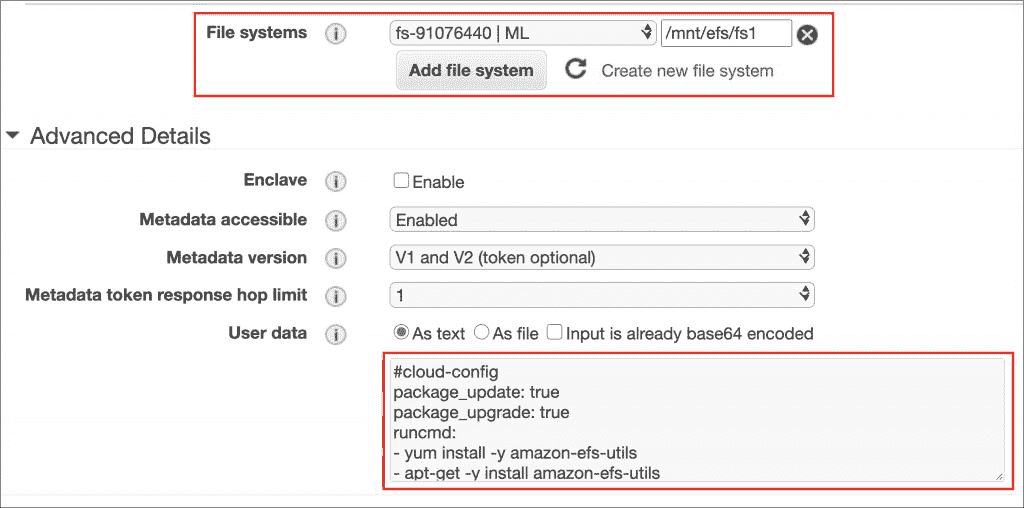 File systems i fs-91076440 | ML /mnt/efs/fs1
Add file system Create new file system
Advanced Details
Enclave i Enable
Metadata accessible i Enabled
Metadata version i V1 and V2 (token optional)
Metadata token response hop limit i 1
User data i As text As file Input is already base64 encoded
#cloud-config
package_update: true
package_upgrade: true
runcmd:
- yum install -y amazon-efs-utils
- apt-get -y install amazon-efs-utils